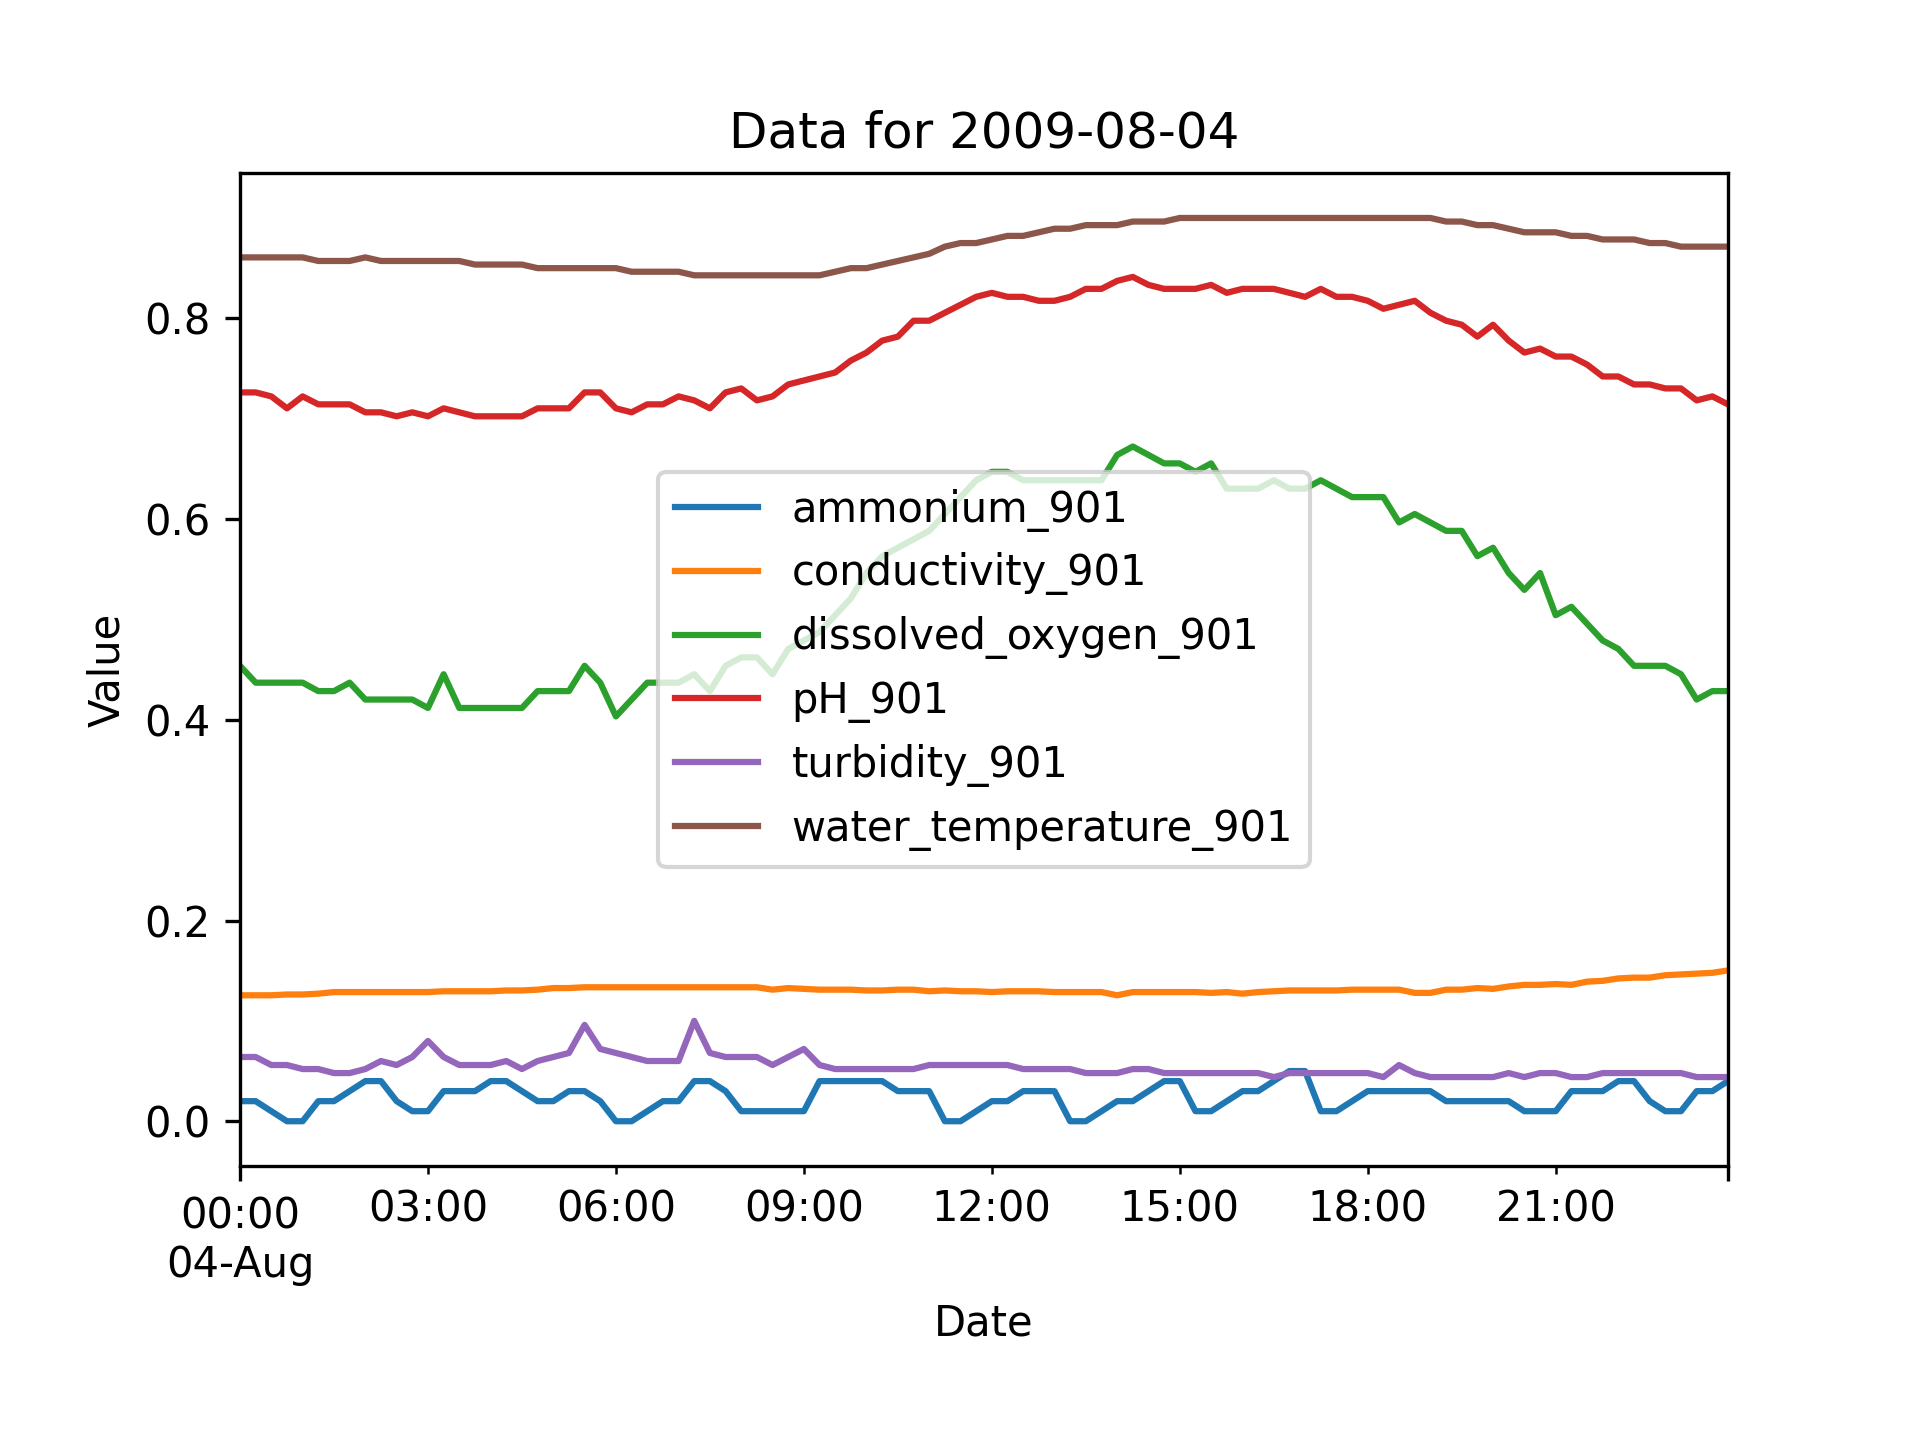 Data for 2009-08-04
Value
0.8
0.6
0.4
0.2
0.0
ammonium_901
conductivity_901
dissolved_oxygen_901
pH_901
turbidity_901
water_temperature_901
00:00 03:00 06:00 09:00 12:00 15:00 18:00 21:00
04-Aug
Date